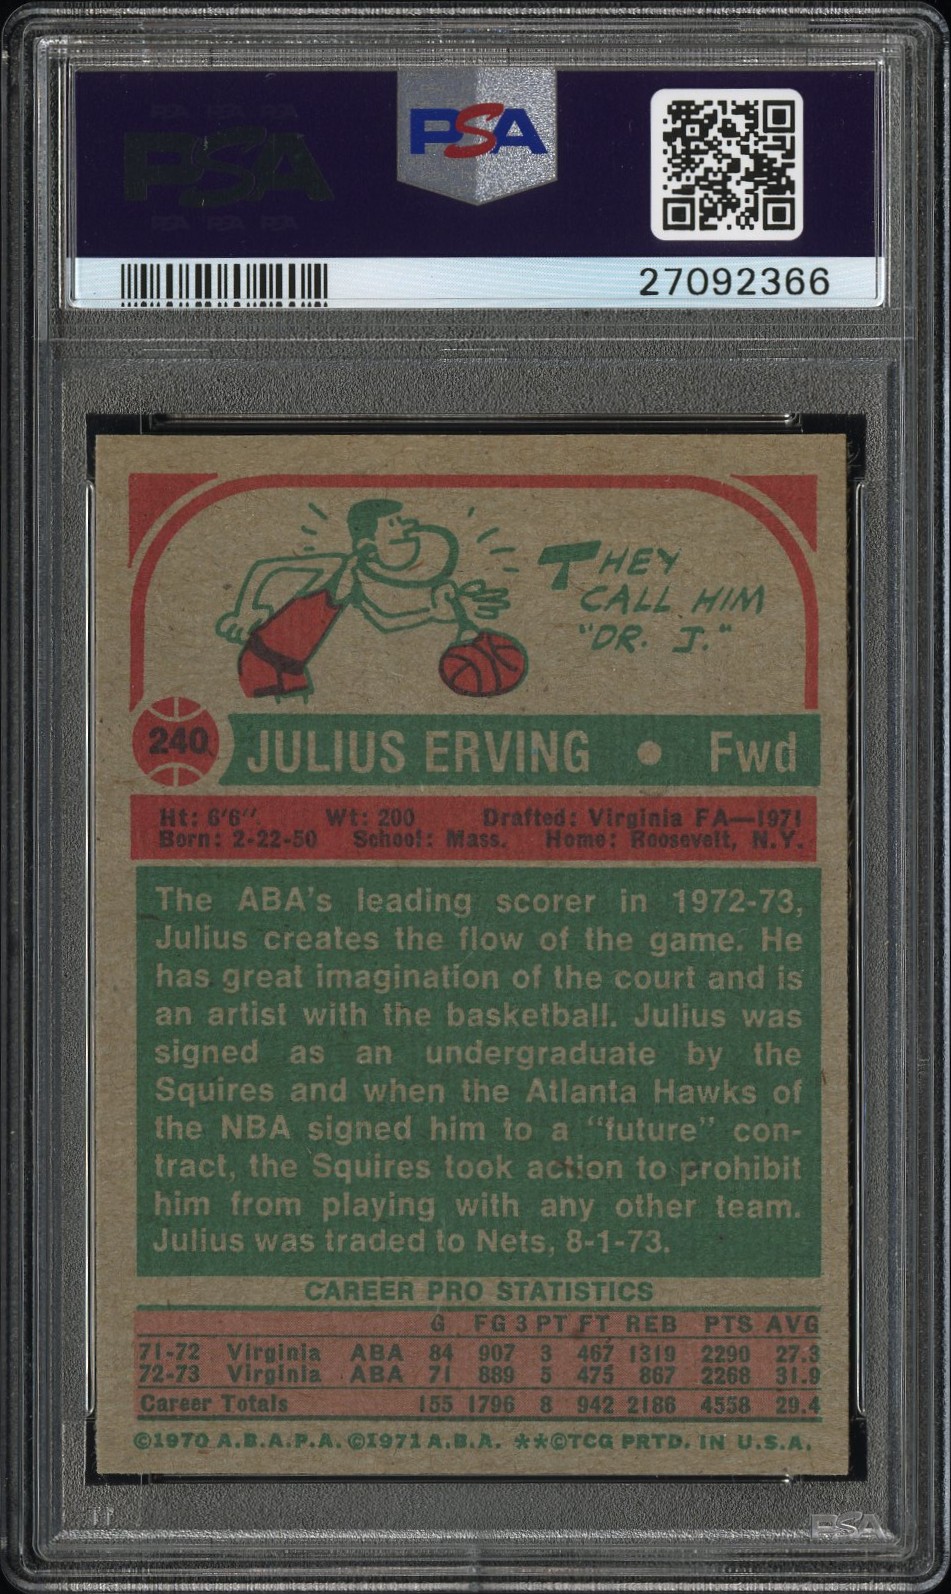 PSA
PSA
27092366
THEY
CALL HIM
"DR. J."
240 JULIUS ERVING • Fwd
Ht: 6'6" Wt: 200 Drafted: Virginia FA—1971
Born: 2-22-50 School: Mass. Home: Roosevelt, N.Y.
The ABA's leading scorer in 1972-73,
Julius creates the flow of the game. He
has great imagination of the court and is
an artist with the basketball. Julius was
signed as an undergraduate by the
Squires and when the Atlanta Hawks of
the NBA signed him to a "future" con-
tract, the Squires took action to prohibit
him from playing with any other team.
Julius was traded to Nets, 8-1-73.
CAREER PRO STATISTICS
G FG 3 PT FT REB PTS AVG
71-72 Virginia ABA 84 907 3 467 1319 2290 27.3
72-73 Virginia ABA 71 889 5 475 867 2268 31.9
Career Totals 155 1796 8 942 2186 4558 29.4
©1970 A.B.A.P.A. ©1971 A.B.A. **©TCG PRTD. IN U.S.A.
PSA